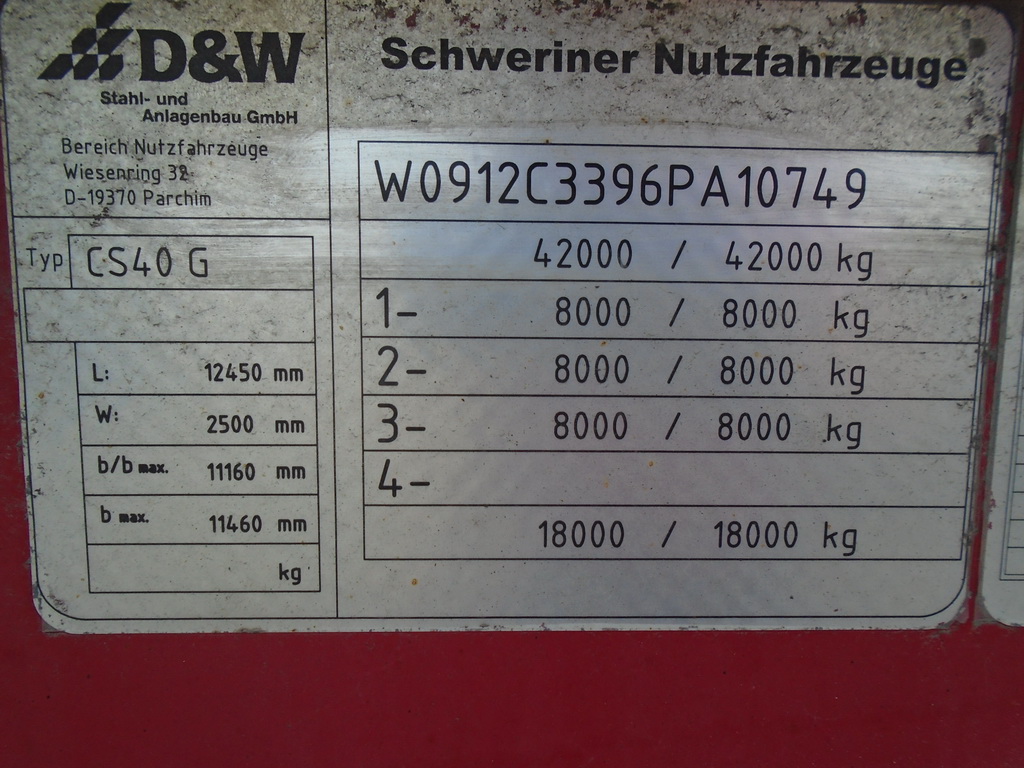 D&W
Stahl- und
Anlagenbau GmbH
Bereich Nutzfahrzeuge
Wiesenring 32
D-19370 Parchim
Typ CS40 G
L: 12450 mm
W: 2500 mm
b/b max. 11160 mm
b max. 11460 mm
kg
Schweriner Nutzfahrzeuge
W0912C3396PA10749
42000 / 42000 kg
1- 8000 / 8000 kg
2- 8000 / 8000 kg
3- 8000 / 8000 kg
4-
18000 / 18000 kg